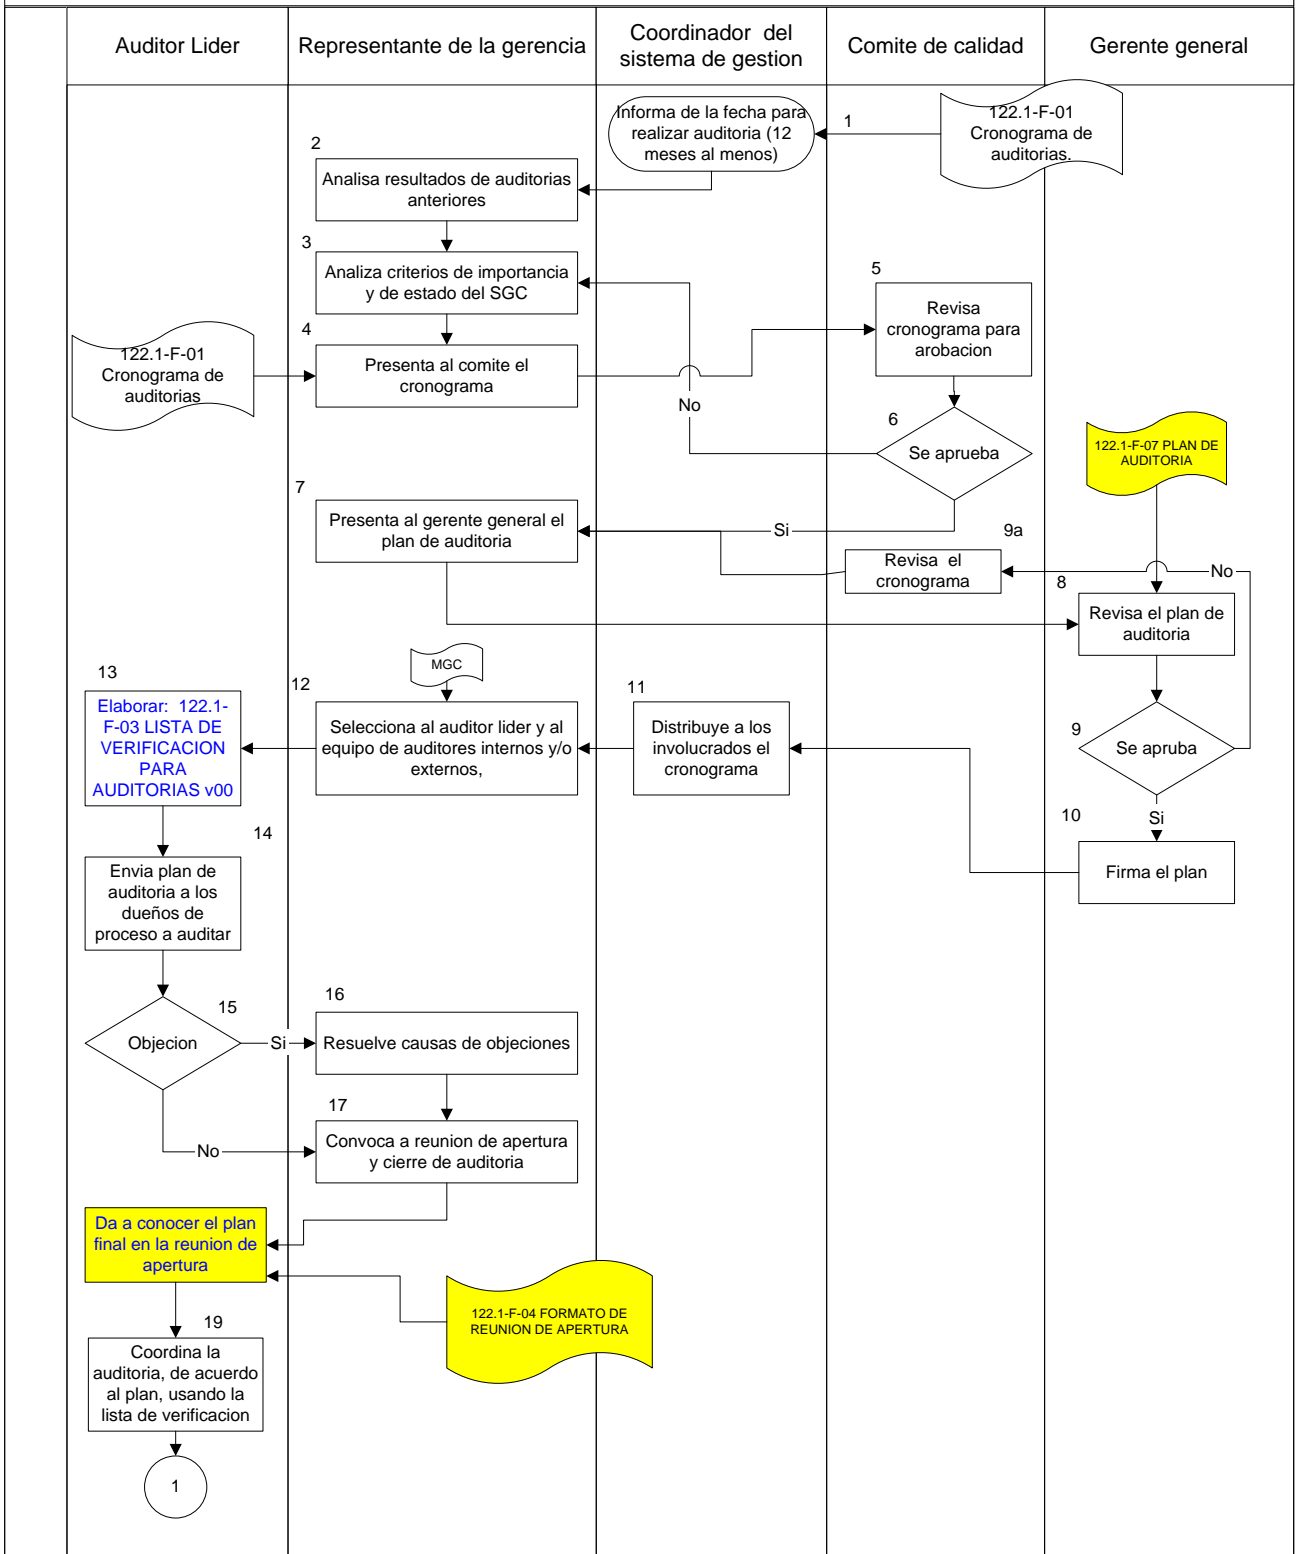 Auditor Lider
Representante de la gerencia
Coordinador del
sistema de gestion
Comite de calidad
Gerente general
Informa de la fecha para
realizar auditoria (12
meses al menos)
1
122.1-F-01
Cronograma de
auditorias.
2
Analisa resultados de auditorias
anteriores
3
Analiza criterios de importancia
y de estado del SGC
4
122.1-F-01
Cronograma de
auditorias
Presenta al comite el
cronograma
5
Revisa
cronograma para
arobacion
No
6
Se aprueba
122.1-F-07 PLAN DE
AUDITORIA
7
Presenta al gerente general el
plan de auditoria
Si
9a
Revisa el
cronograma
No
8
Revisa el plan de
auditoria
MGC
13
Elaborar: 122.1-
F-03 LISTA DE
VERIFICACION
PARA
AUDITORIAS v00
12
Selecciona al auditor lider y al
equipo de auditores internos y/o
externos,
11
Distribuye a los
involucrados el
cronograma
9
Se apruba
Si
10
Firma el plan
14
Envia plan de
auditoria a los
dueños de
proceso a auditar
15
Objecion
Si
16
Resuelve causas de objeciones
17
No
Convoca a reunion de apertura
y cierre de auditoria
Da a conocer el plan
final en la reunion de
apertura
122.1-F-04 FORMATO DE
REUNION DE APERTURA
19
Coordina la
auditoria, de acuerdo
al plan, usando la
lista de verificacion
1